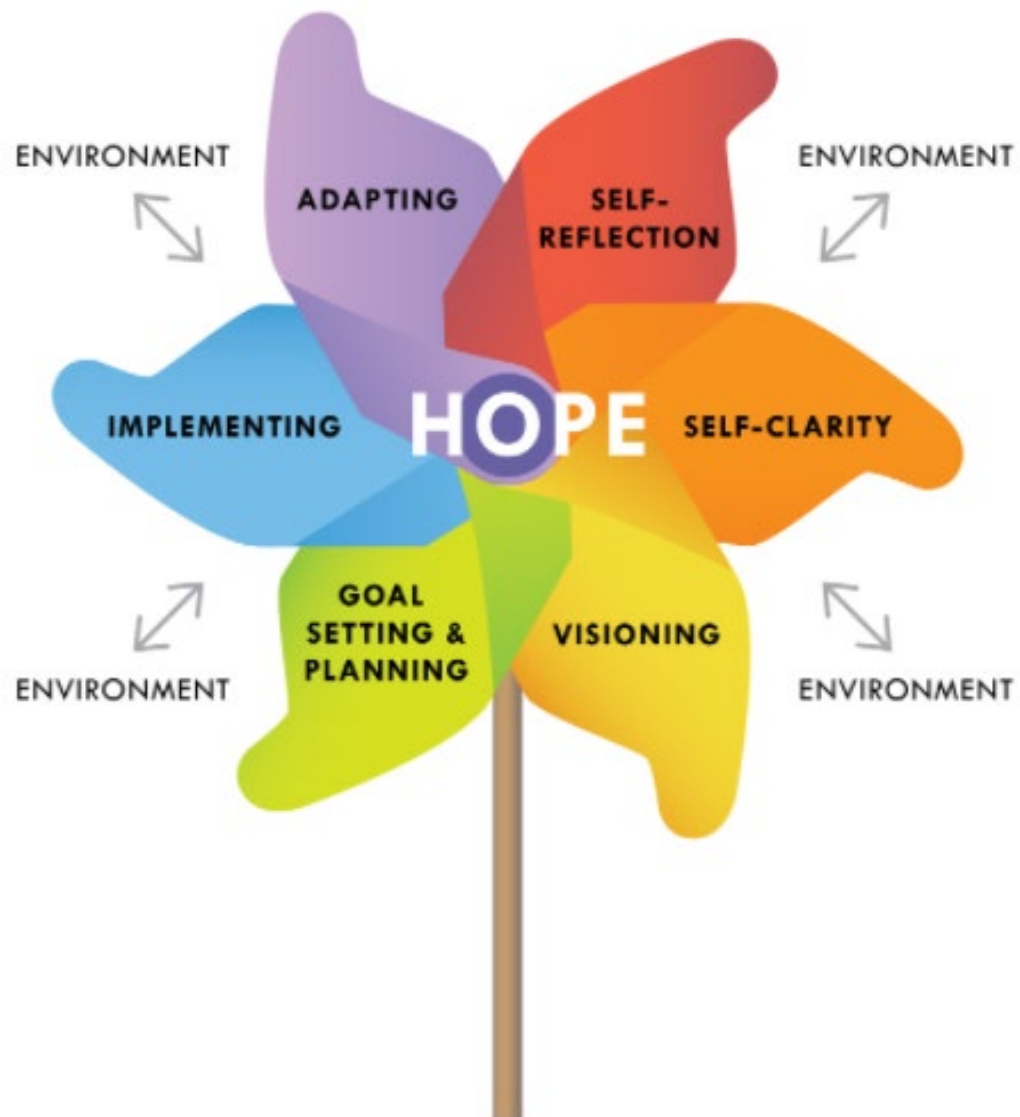 ENVIRONMENT
ENVIRONMENT
ADAPTING
SELF-
REFLECTION
IMPLEMENTING
HOPE
SELF-CLARITY
GOAL
SETTING &
PLANNING
VISIONING
ENVIRONMENT
ENVIRONMENT